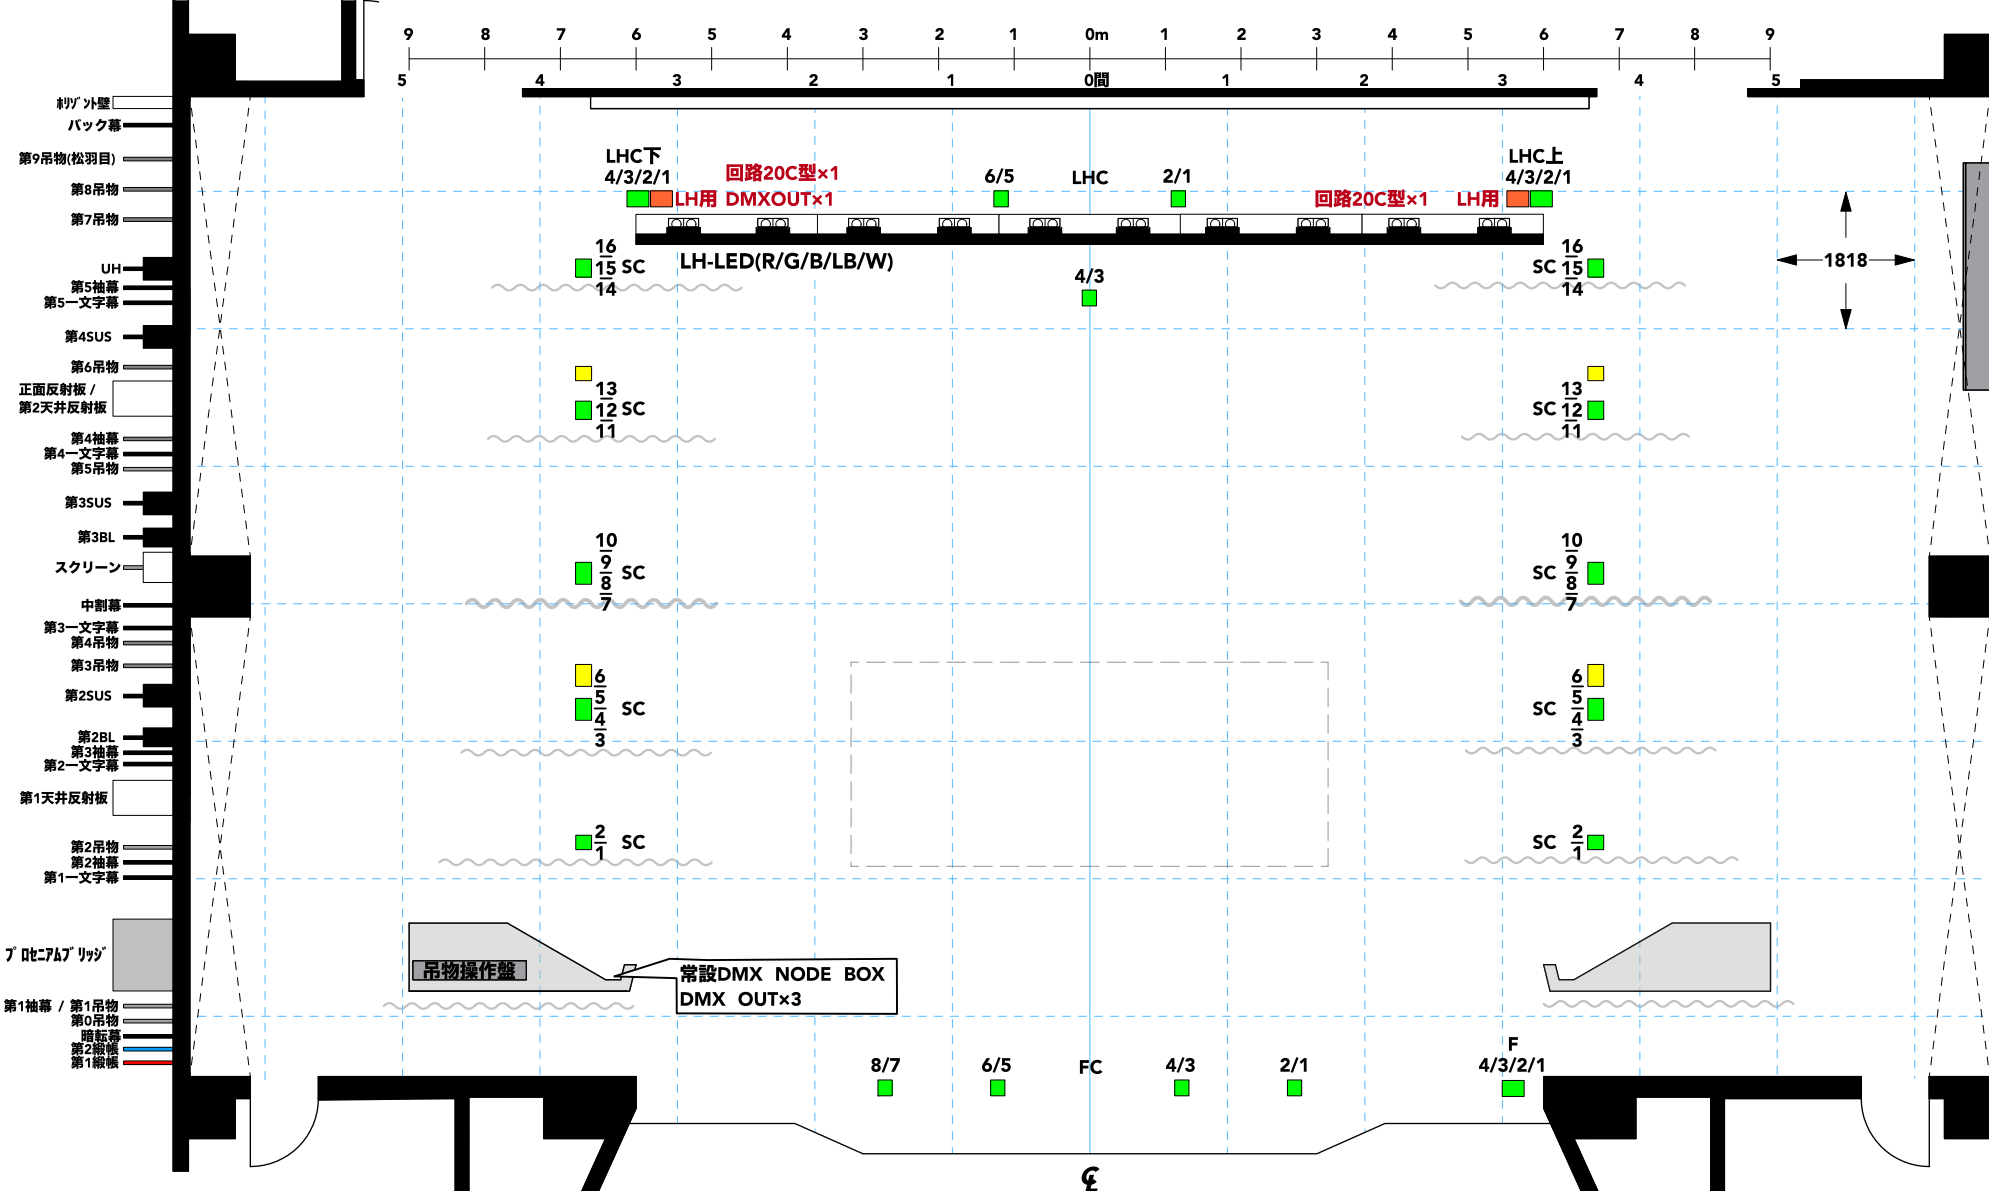 9 8 7 6 5 4 3 2 1 0m 1 2 3 4 5 6 7 8 9
5 4 3 2 1 0間 1 2 3 4 5
ホリゾント壁
バック幕
第9吊物(松羽目)
第8吊物
第7吊物
UH
第5袖幕
第5一文字幕
第4SUS
第6吊物
正面反射板 /
第2天井反射板
第4袖幕
第4一文字幕
第5吊物
第3SUS
第3BL
スクリーン
中割幕
第3一文字幕
第4吊物
第3吊物
第2SUS
第2BL
第3袖幕
第2一文字幕
第1天井反射板
第2吊物
第2袖幕
第1一文字幕
プロセニアムブリッジ
第1袖幕 / 第1吊物
第0吊物
暗転幕
第2緞帳
第1緞帳
LHC下
4/3/2/1
回路20C型×1
LH用 DMXOUT×1
6/5
LHC
2/1
LHC上
4/3/2/1
回路20C型×1
LH用
LH-LED(R/G/B/LB/W)
4/3
16
15
14
SC
SC
16
15
14
1818
13
12
11
SC
SC
13
12
11
10
9
8
7
SC
SC
10
9
8
7
6
5
4
3
SC
SC
6
5
4
3
2
1
SC
SC
2
1
吊物操作盤
常設DMX NODE BOX
DMX OUT×3
8/7
6/5
FC
4/3
2/1
F
4/3/2/1
℄